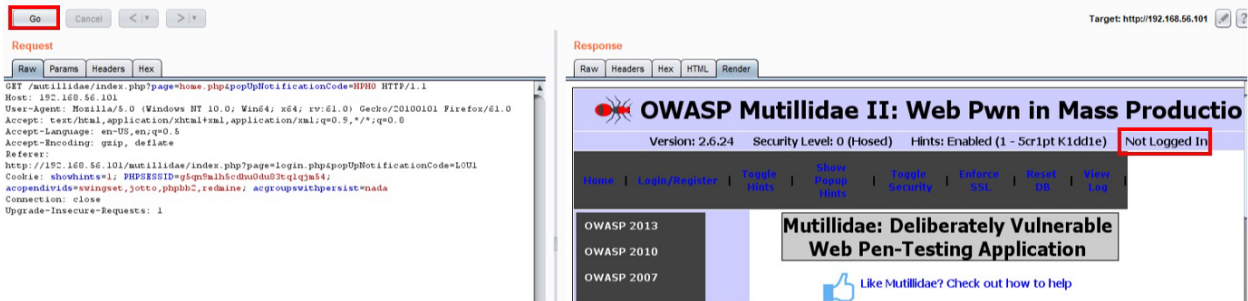 Go
Cancel
< | ▾
> | ▾
Target: http://192.168.56.101
?
Request
Raw
Params
Headers
Hex
GET /mutillidae/index.php?page=home.php&popUpNotificationCode=HPH0 HTTP/1.1
Host: 192.168.56.101
User-Agent: Mozilla/5.0 (Windows NT 10.0; Win64; x64; rv:61.0) Gecko/20100101 Firefox/61.0
Accept: text/html,application/xhtml+xml,application/xml;q=0.9,*/*;q=0.8
Accept-Language: en-US,en;q=0.5
Accept-Encoding: gzip, deflate
Referer:
http://192.168.56.101/mutillidae/index.php?page=login.php&popUpNotificationCode=L0U1
Cookie: showhints=1;
acopendivids=swingset,jotto,phpbb2,redmine; acgroupswithpersist=nada
Connection: close
Upgrade-Insecure-Requests: 1
Response
Raw
Headers
Hex
HTML
Render
OWASP Mutillidae II: Web Pwn in Mass Productio
Version: 2.6.24 Security Level: 0 (Hosed) Hints: Enabled (1 - 5cr1pt K1dd1e) Not Logged In
Home | Login/Register | Toggle Hints | Show Popup Hints | Toggle Security | Enforce SSL | Reset DB | View Log |
OWASP 2013
OWASP 2010
OWASP 2007
Mutillidae: Deliberately Vulnerable
Web Pen-Testing Application
Like Mutillidae? Check out how to help